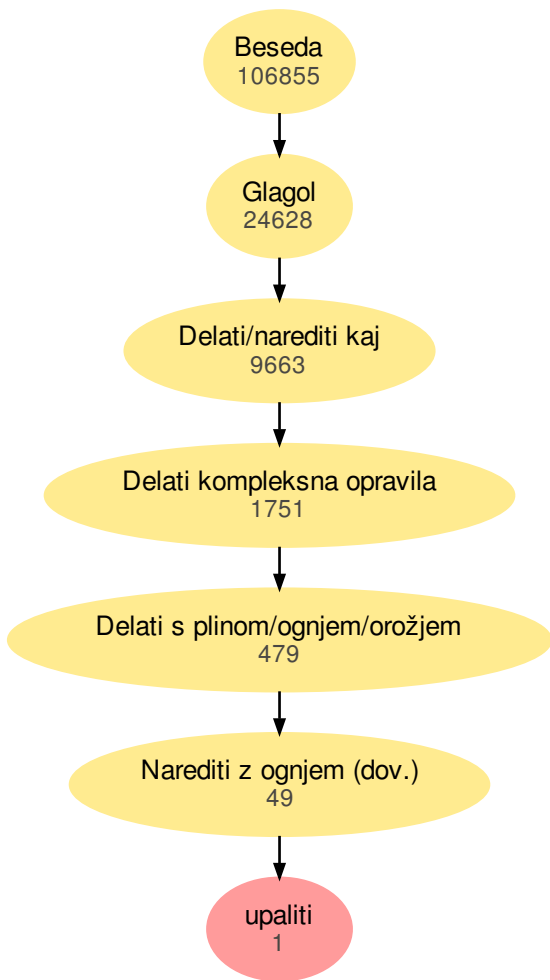 Beseda
106855
Glagol
24628
Delati/narediti kaj
9663
Delati kompleksna opravila
1751
Delati s plinom/ognjem/orožjem
479
Narediti z ognjem (dov.)
49
upaliti
1